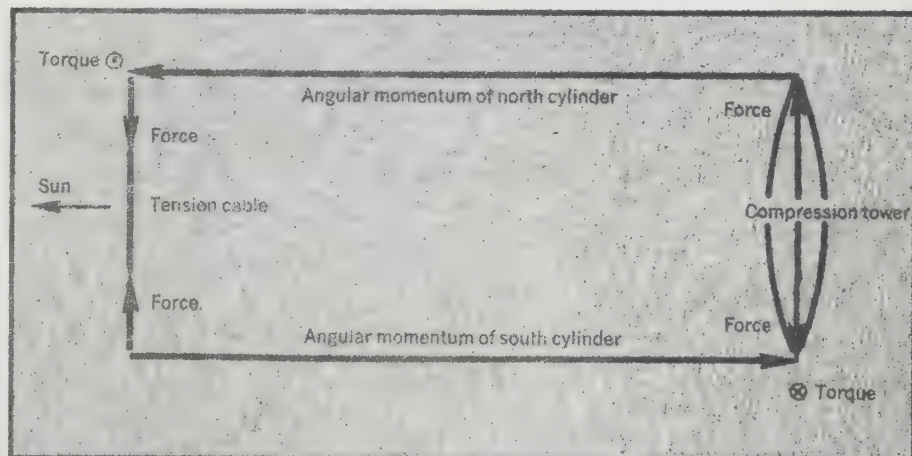 Torque ⊙
Angular momentum of north cylinder
Force
Force
Sun
Tension cable
Compression tower
Force.
Force
Angular momentum of south cylinder
⊗ Torque